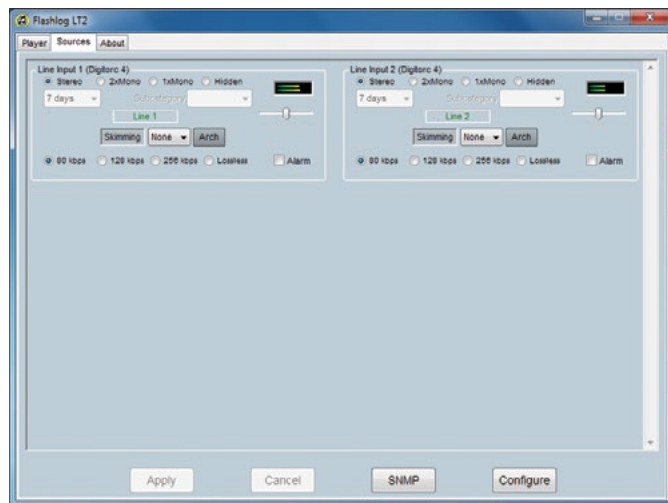 Flashlog LT2
Player Sources About
Line Input 1 (Digitorc 4)
Stereo 2xMono 1xMono Hidden
7 days Subcategory
Line 1
Skimming None Arch
80 kbps 128 kbps 256 kbps Lossless Alarm
Line Input 2 (Digitorc 4)
Stereo 2xMono 1xMono Hidden
7 days Subcategory
Line 2
Skimming None Arch
80 kbps 128 kbps 256 kbps Lossless Alarm
Apply Cancel SNMP Configure